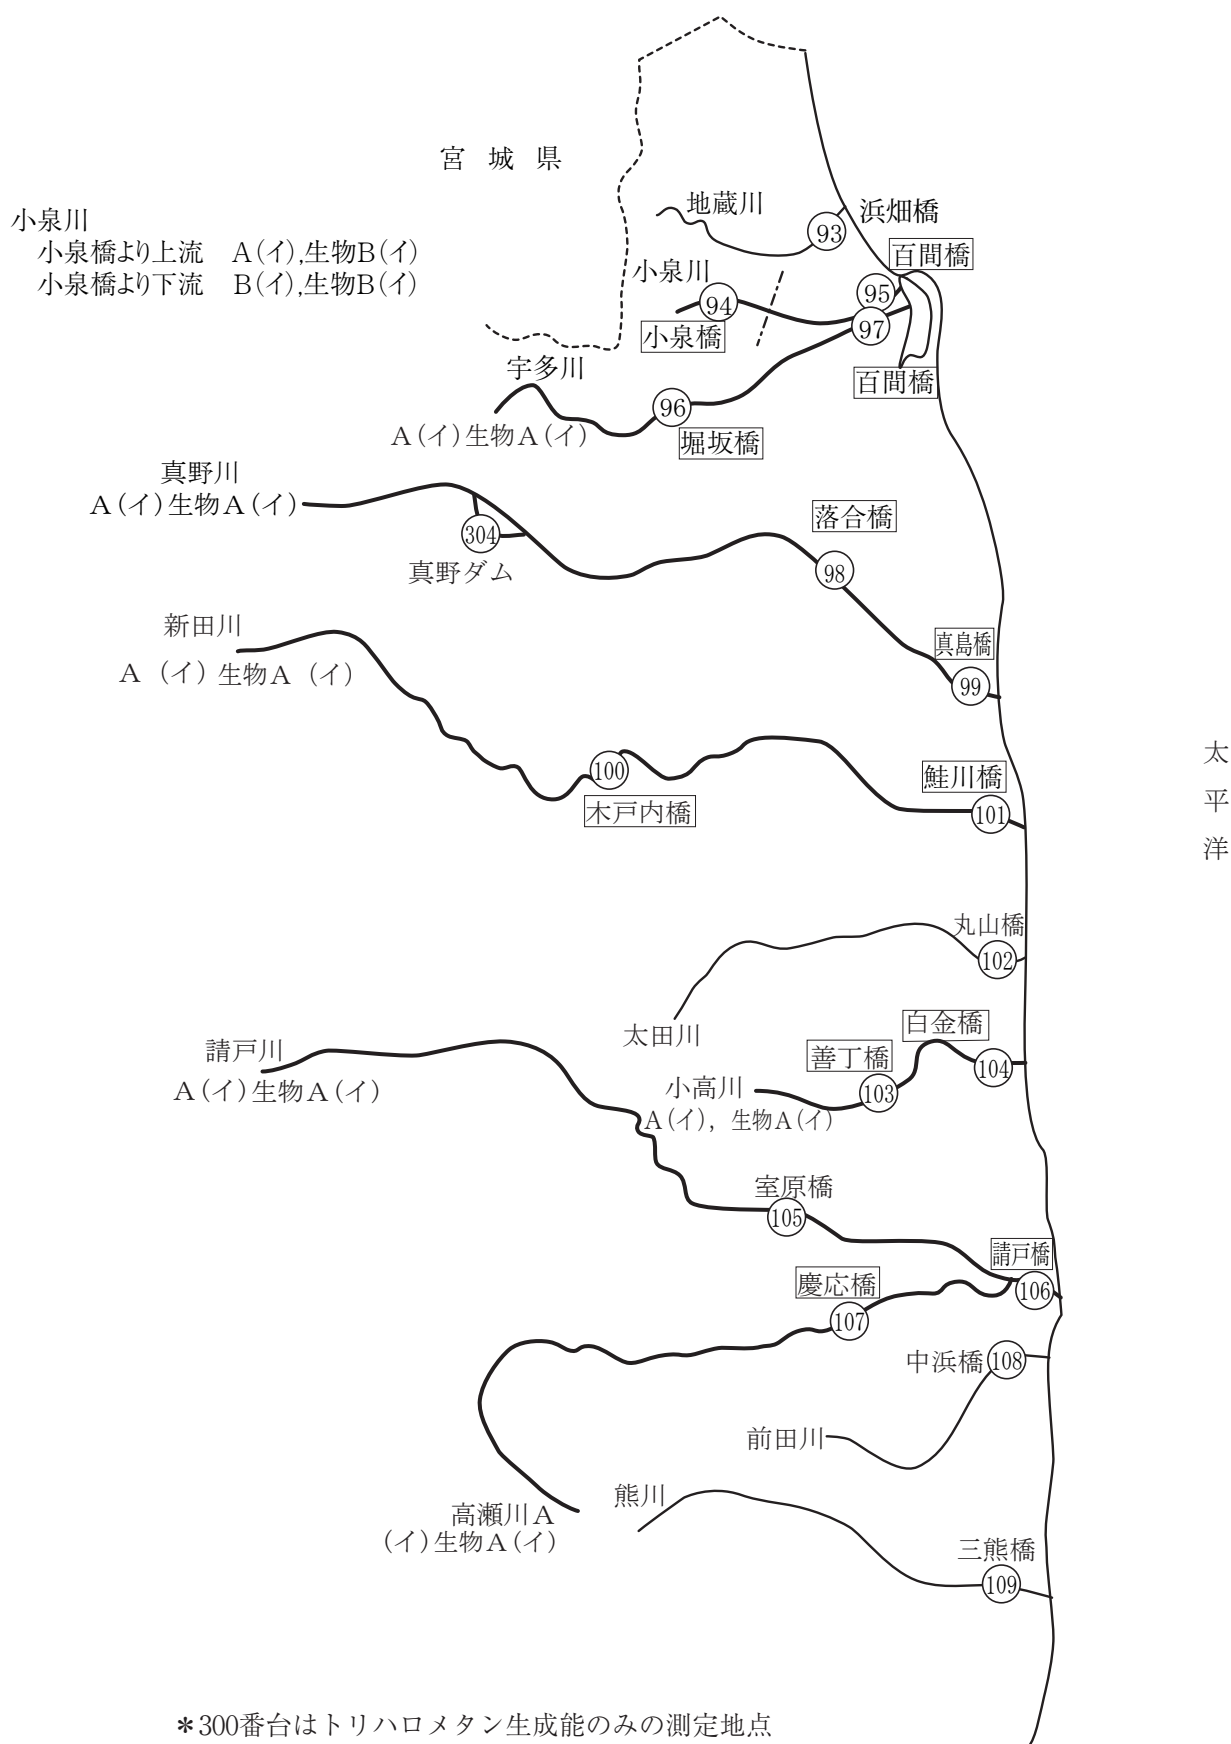 宮 城 県
地蔵川
93
浜畑橋
小泉川
小泉橋より上流 A(イ),生物B(イ)
小泉橋より下流 B(イ),生物B(イ)
百間橋
小泉川
94
95
小泉橋
97
百間橋
宇多川
96
A(イ)生物A(イ)
堀坂橋
真野川
A(イ)生物A(イ)
304
真野ダム
落合橋
98
新田川
A (イ)生物A (イ)
真島橋
99
太
平
洋
100
木戸内橋
鮭川橋
101
丸山橋
102
太田川
白金橋
請戸川
A(イ)生物A(イ)
善丁橋
104
小高川
103
A(イ), 生物A(イ)
室原橋
105
請戸橋
106
慶応橋
107
中浜橋
108
前田川
熊川
高瀬川A
(イ)生物A(イ)
三熊橋
109
*300番台はトリハロメタン生成能のみの測定地点